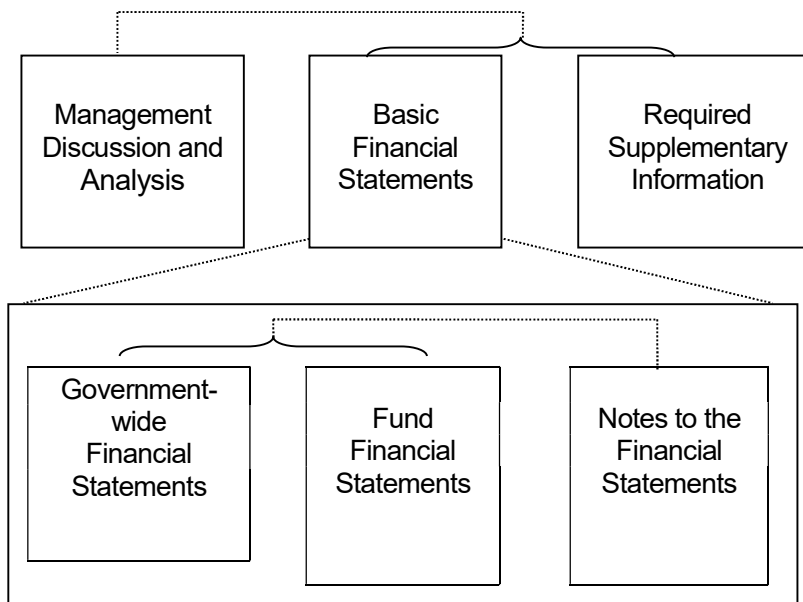 Management
Discussion and
Analysis
Basic
Financial
Statements
Required
Supplementary
Information
Government-
wide
Financial
Statements
Fund
Financial
Statements
Notes to the
Financial
Statements